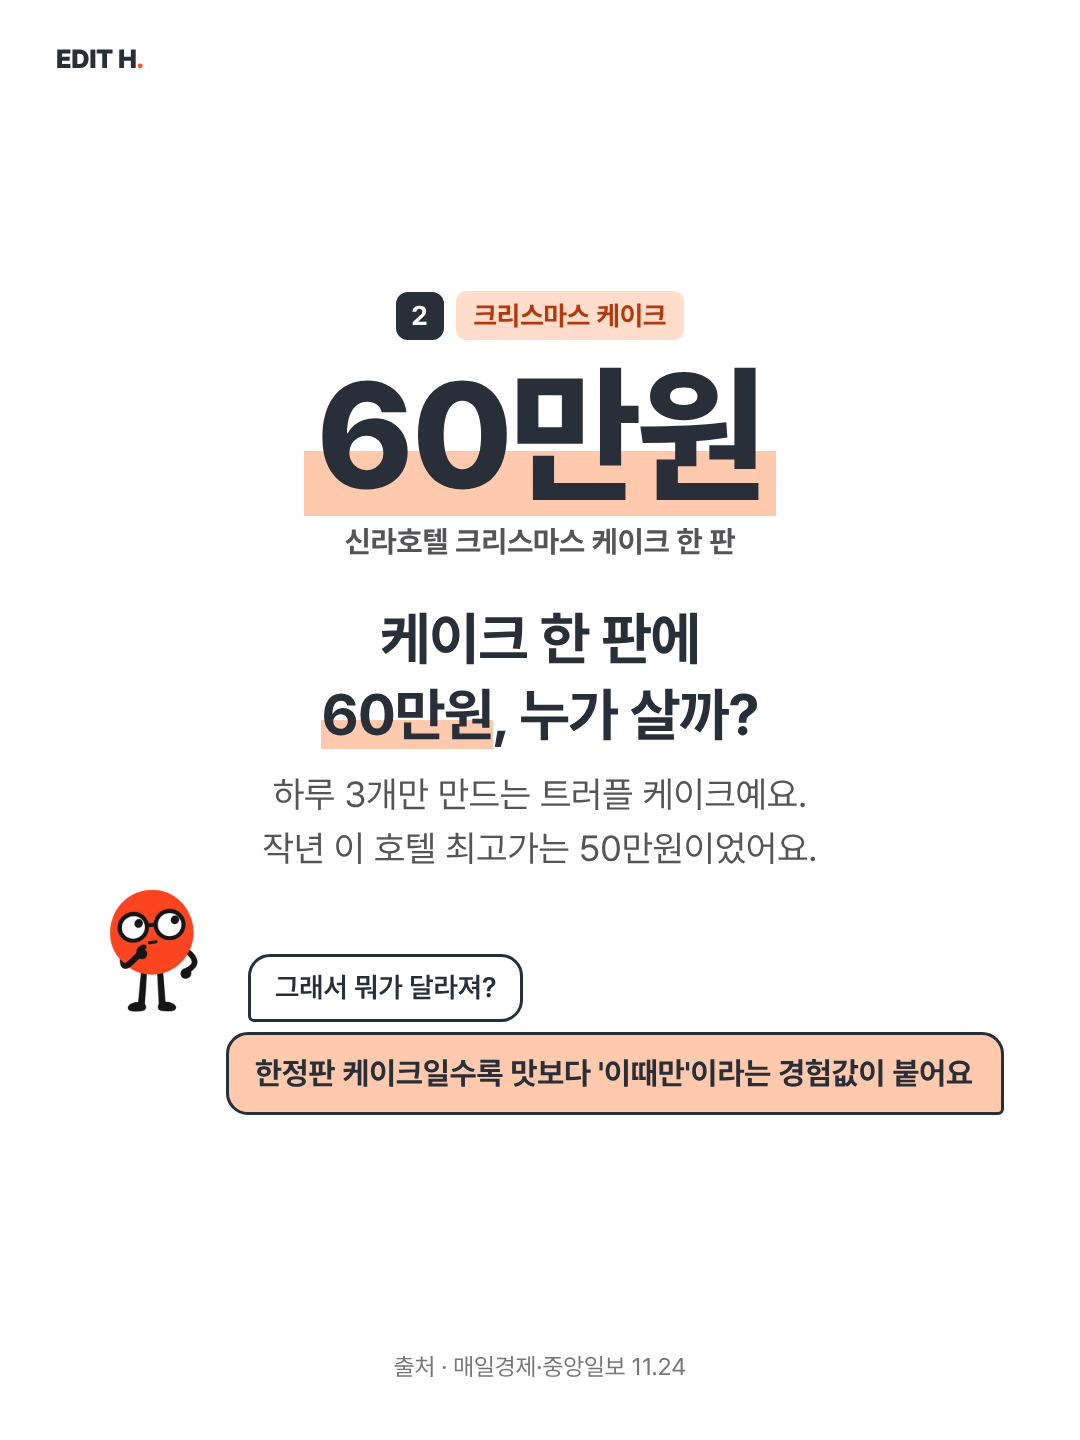 EDIT H.
2 크리스마스 케이크
60만원
신라호텔 크리스마스 케이크 한 판
케이크 한 판에
60만원, 누가 살까?
하루 3개만 만드는 트러플 케이크예요.
작년 이 호텔 최고가는 50만원이었어요.
그래서 뭐가 달라져?
한정판 케이크일수록 맛보다 '이때만'이라는 경험값이 붙어요
출처 · 매일경제·중앙일보 11.24